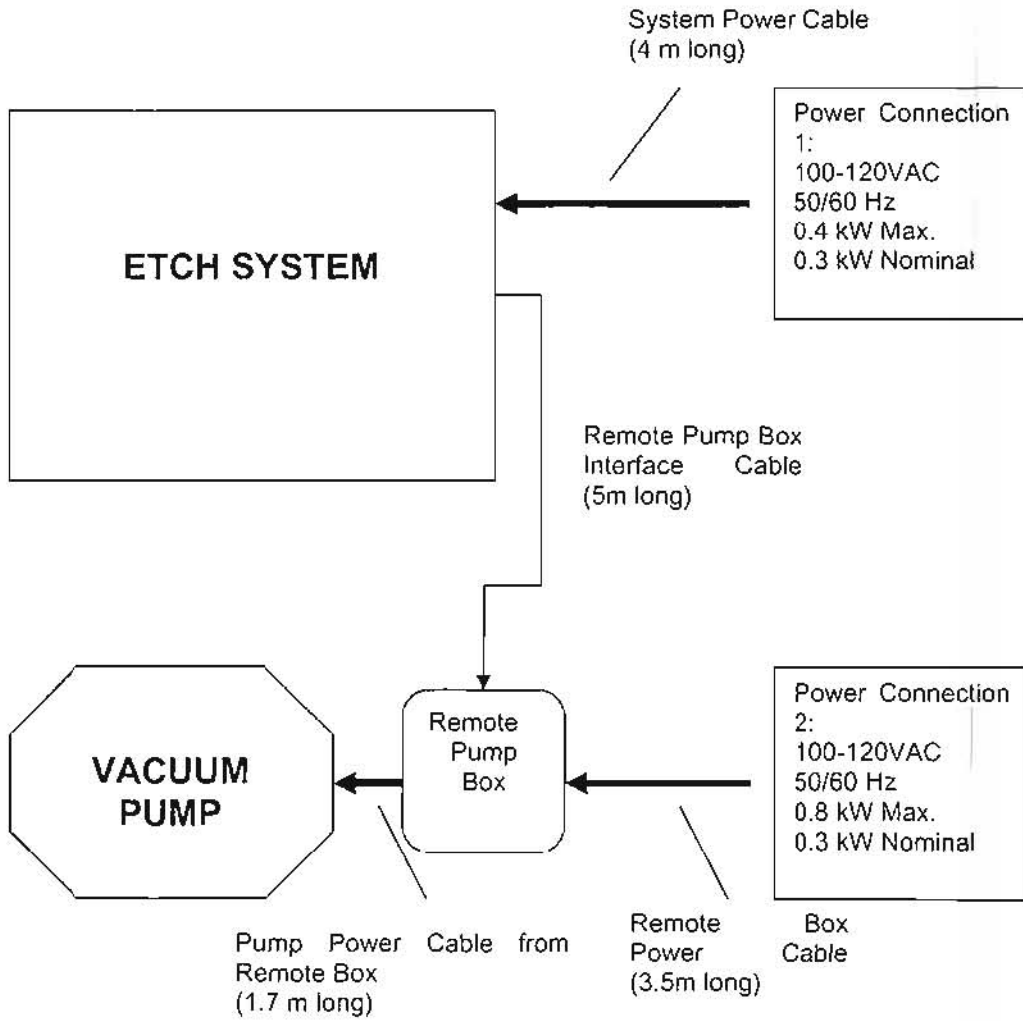 System Power Cable
(4 m long)
Power Connection
1:
100-120VAC
50/60 Hz
0.4 kW Max.
0.3 kW Nominal
ETCH SYSTEM
Remote Pump Box
Interface Cable
(5m long)
Remote
Pump
Box
VACUUM
PUMP
Power Connection
2:
100-120VAC
50/60 Hz
0.8 kW Max.
0.3 kW Nominal
Pump Power Cable from
Remote Box
(1.7 m long)
Remote Box
Power Cable
(3.5m long)